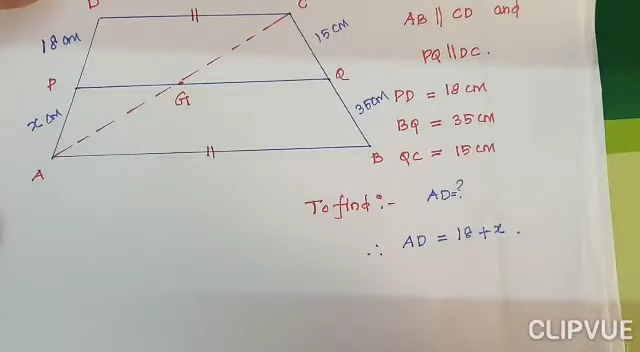 D
C
18 cm
15 cm
P
Q
G
x cm
35cm
A
B
AB || CD and
PQ || DC.
PD = 18 cm
BQ = 35 cm
QC = 15 cm
To find :- AD=?
∴ AD = 18 + x .
CLIPVUE